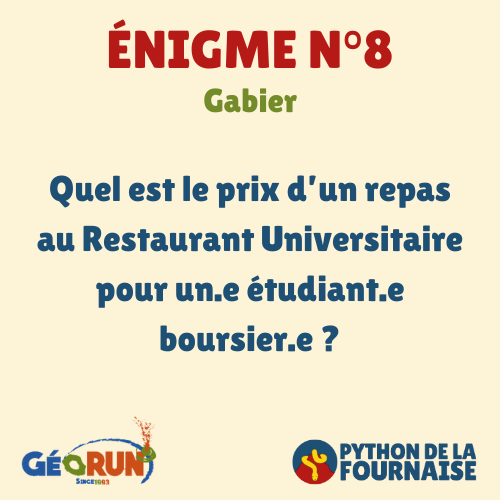 ÉNIGME N°8
Gabier
Quel est le prix d'un repas
au Restaurant Universitaire
pour un.e étudiant.e
boursier.e ?
GÉORUN
SINCE1993
PYTHON DE LA
FOURNAISE